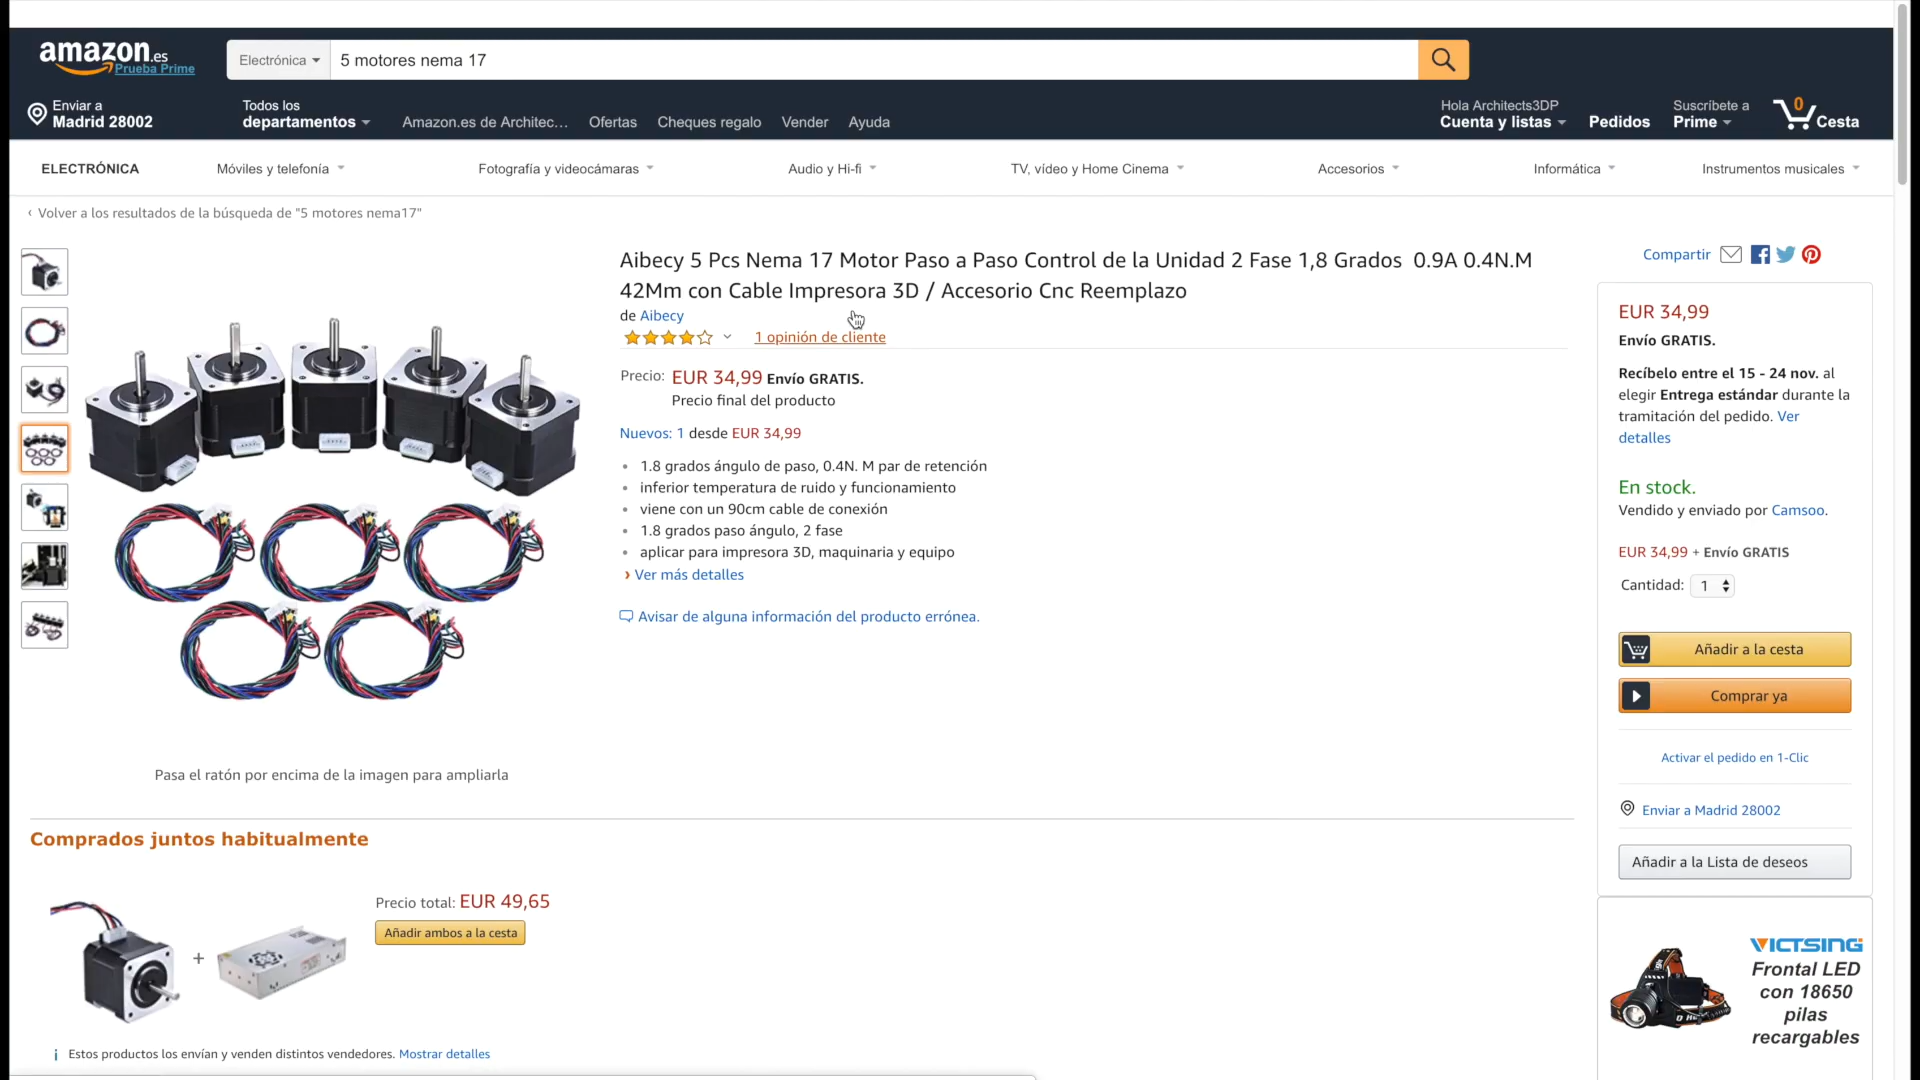 amazon.es
Prueba Prime
Electrónica
5 motores nema 17
Enviar a
Madrid 28002
Todos los
departamentos
Amazon.es de Architec...
Ofertas
Cheques regalo
Vender
Ayuda
Hola Architects3DP
Cuenta y listas
Pedidos
Suscríbete a
Prime
0
Cesta
ELECTRÓNICA
Móviles y telefonía
Fotografía y videocámaras
Audio y Hi-fi
TV, vídeo y Home Cinema
Accesorios
Informática
Instrumentos musicales
‹ Volver a los resultados de la búsqueda de "5 motores nema17"
Aibecy 5 Pcs Nema 17 Motor Paso a Paso Control de la Unidad 2 Fase 1,8 Grados 0.9A 0.4N.M
42Mm con Cable Impresora 3D / Accesorio Cnc Reemplazo
de Aibecy
1 opinión de cliente
Precio: EUR 34,99 Envío GRATIS.
Precio final del producto
Nuevos: 1 desde EUR 34,99
• 1.8 grados ángulo de paso, 0.4N. M par de retención
• inferior temperatura de ruido y funcionamiento
• viene con un 90cm cable de conexión
• 1.8 grados paso ángulo, 2 fase
• aplicar para impresora 3D, maquinaria y equipo
› Ver más detalles
Avisar de alguna información del producto errónea.
Pasa el ratón por encima de la imagen para ampliarla
Compartir
EUR 34,99
Envío GRATIS.
Recíbelo entre el 15 - 24 nov. al
elegir Entrega estándar durante la
tramitación del pedido. Ver
detalles
En stock.
Vendido y enviado por Camsoo.
EUR 34,99 + Envío GRATIS
Cantidad: 1
Añadir a la cesta
Comprar ya
Activar el pedido en 1-Clic
Enviar a Madrid 28002
Añadir a la Lista de deseos
Comprados juntos habitualmente
+
Precio total: EUR 49,65
Añadir ambos a la cesta
i Estos productos los envían y venden distintos vendedores. Mostrar detalles
VICTSING
Frontal LED
con 18650
pilas
recargables